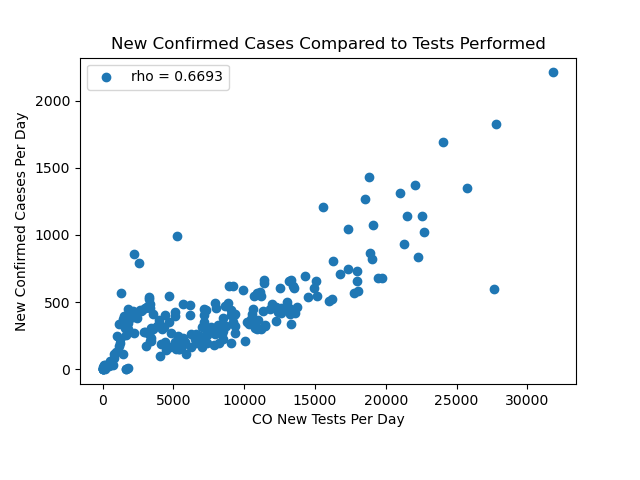 New Confirmed Cases Compared to Tests Performed
rho = 0.6693
New Confirmed Caeses Per Day
2000
1500
1000
500
0
0 5000 10000 15000 20000 25000 30000
CO New Tests Per Day